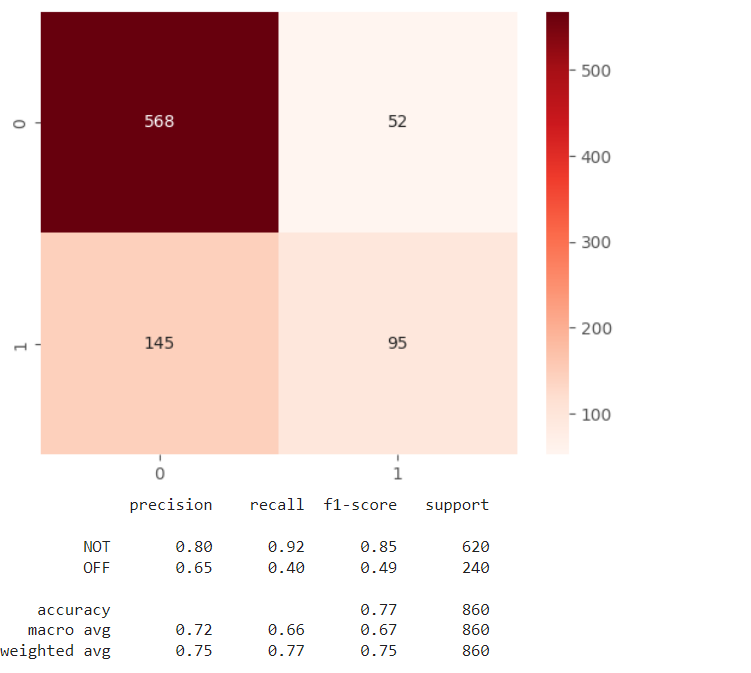 500
0 568 52
400
300
1 145 95
200
100
0 1
precision recall f1-score support
NOT 0.80 0.92 0.85 620
OFF 0.65 0.40 0.49 240
accuracy 0.77 860
macro avg 0.72 0.66 0.67 860
weighted avg 0.75 0.77 0.75 860